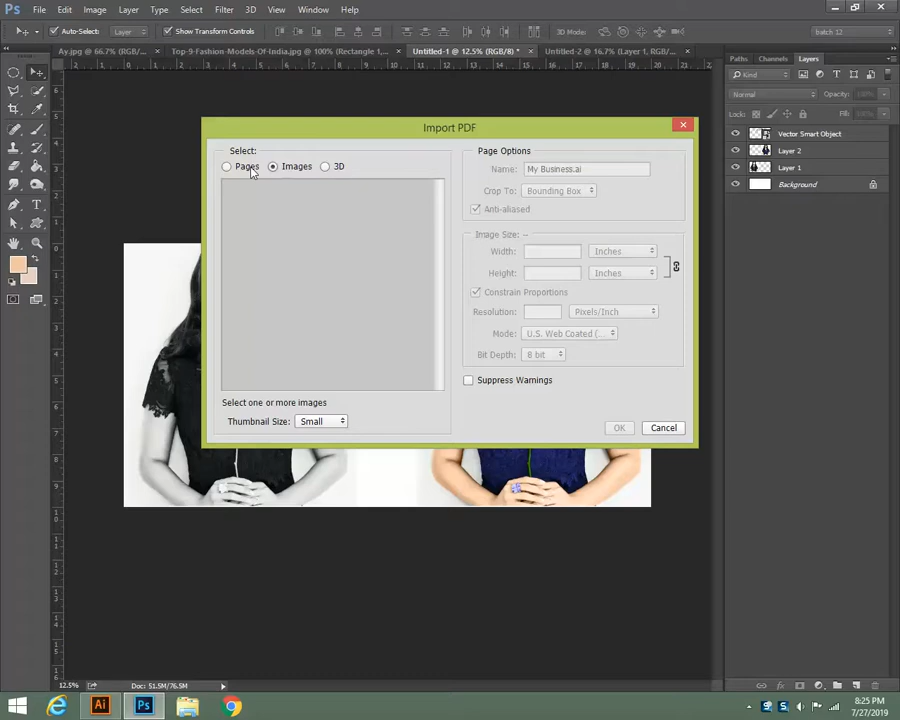 Ps File Edit Image Layer Type Select Filter 3D View Window Help
Auto-Select: Layer Show Transform Controls 3D Mode: Batch 12
Ay.jpg @ 66.7% (RGB/... × Top-9-Fashion-Models-Of-India.jpg @ 100% (Rectangle 1,... × Untitled-1 @ 12.5% (RGB/8) * × Untitled-2 @ 16.7% (Layer 1, RGB/... ×
Paths Channels Layers
Kind
Normal Opacity: 100%
Lock: Fill: 100%
Vector Smart Object
Layer 2
Layer 1
Background
Import PDF
Select:
Pages Images 3D
Select one or more images
Thumbnail Size: Small
Page Options
Name: My Business.ai
Crop To: Bounding Box
Anti-aliased
Image Size: --
Width: Inches
Height: Inches
Constrain Proportions
Resolution: Pixels/Inch
Mode: U.S. Web Coated (...
Bit Depth: 8 bit
Suppress Warnings
OK Cancel
12.5% Doc: 51.5M/76.5M
Ai Ps
8:25 PM
7/27/2019